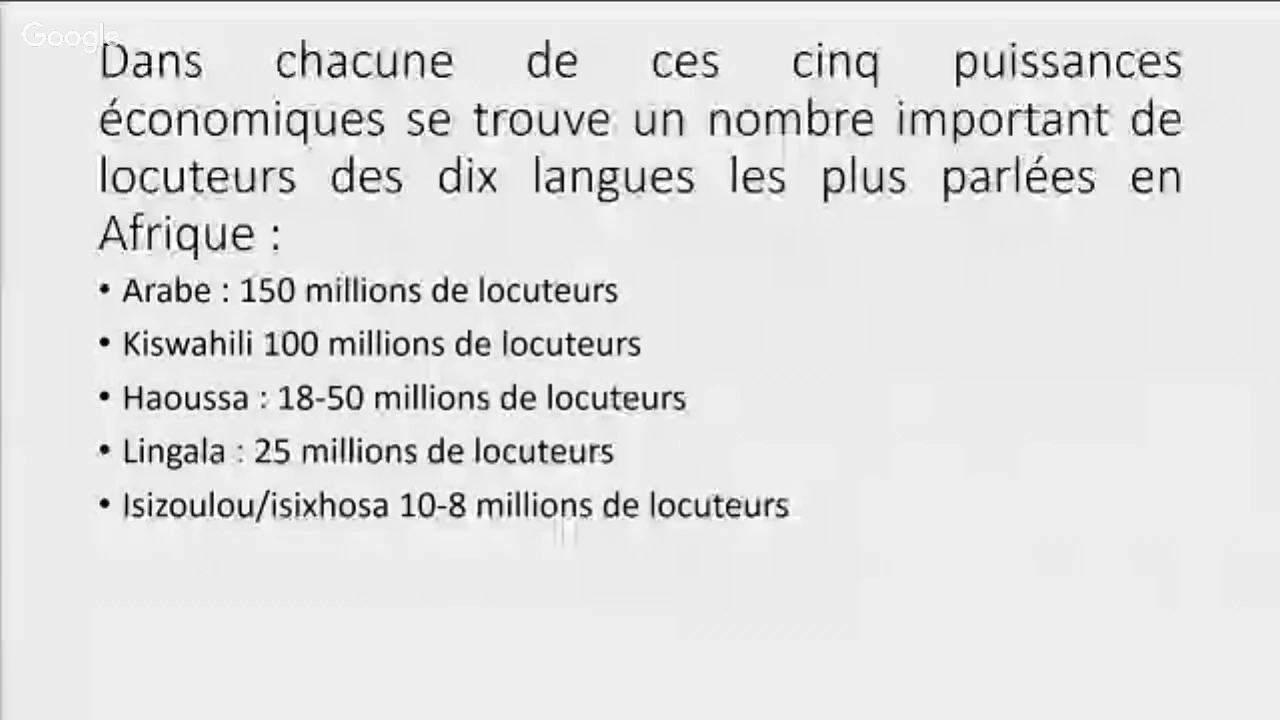 Google
Dans chacune de ces cinq puissances
économiques se trouve un nombre important de
locuteurs des dix langues les plus parlées en
Afrique :
• Arabe : 150 millions de locuteurs
• Kiswahili 100 millions de locuteurs
• Haoussa : 18-50 millions de locuteurs
• Lingala : 25 millions de locuteurs
• Isizoulou/isixhosa 10-8 millions de locuteurs